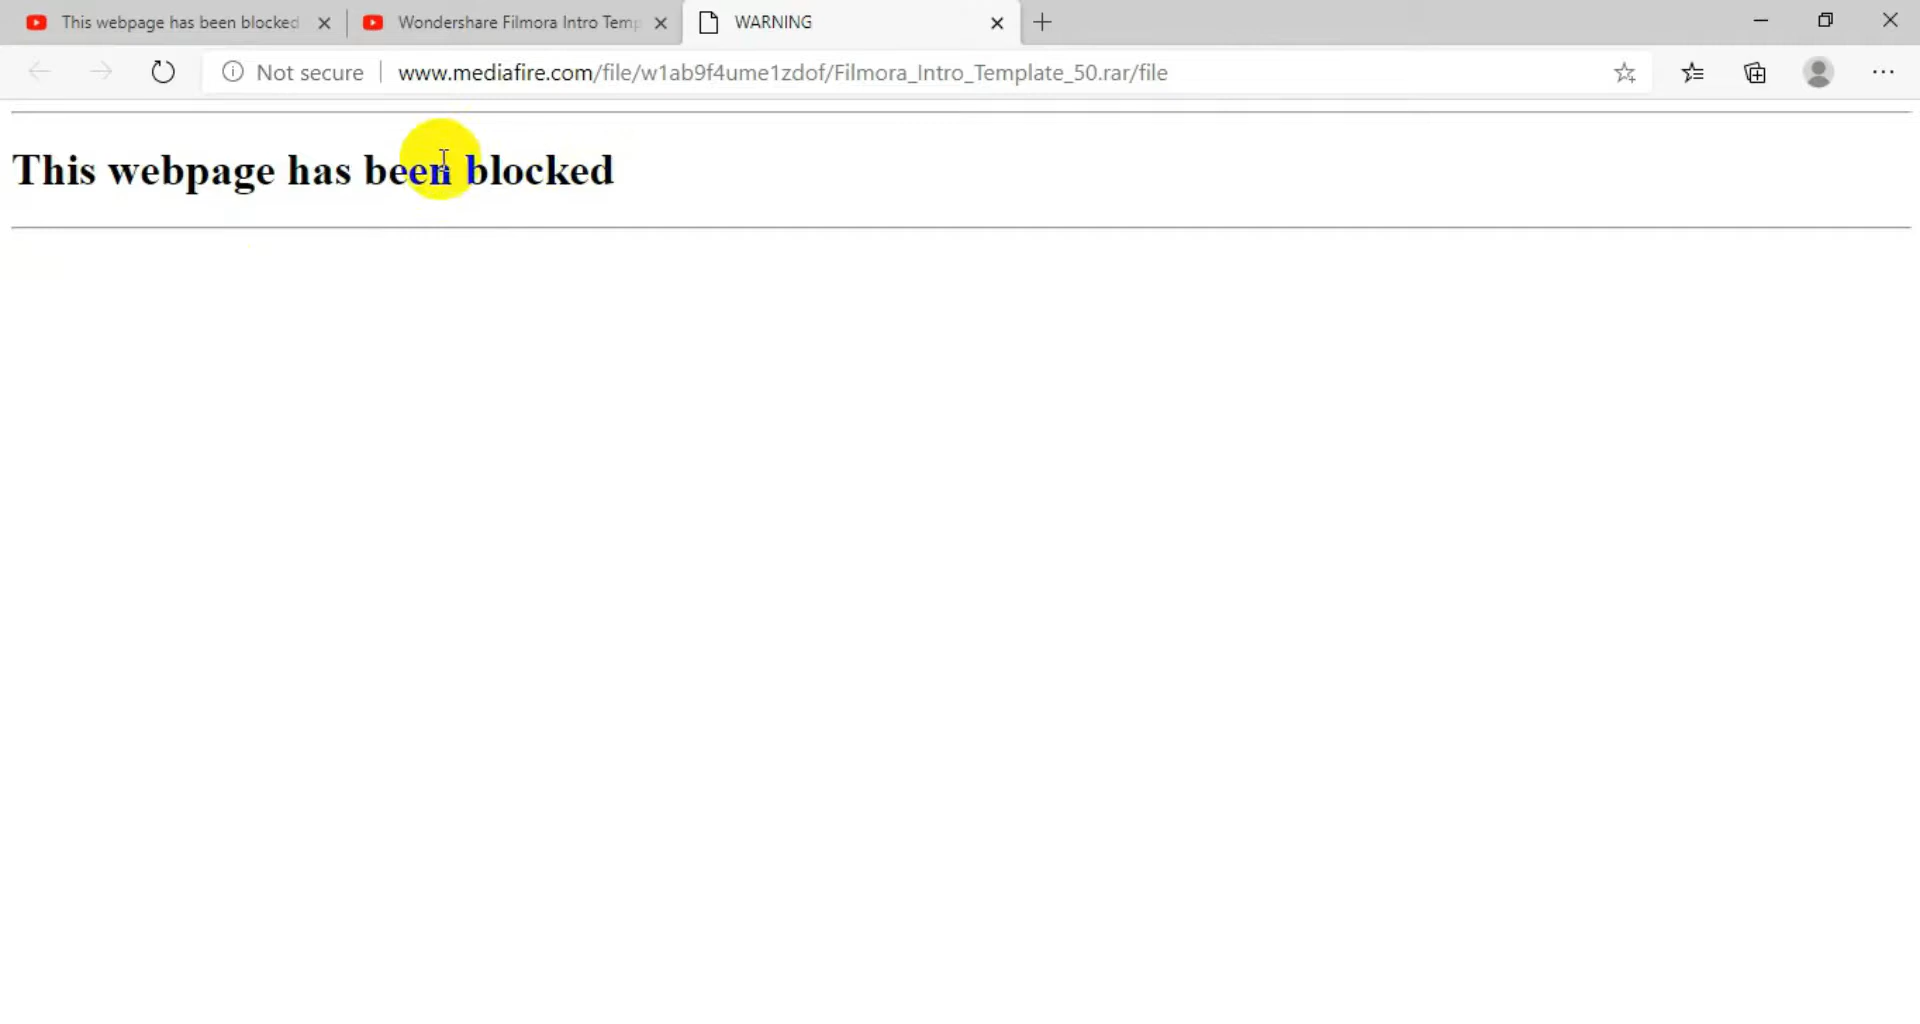 This webpage has been blocked
Wondershare Filmora Intro Temp
WARNING
Not secure
www.mediafire.com/file/w1ab9f4ume1zdof/Filmora_Intro_Template_50.rar/file
This webpage has been blocked